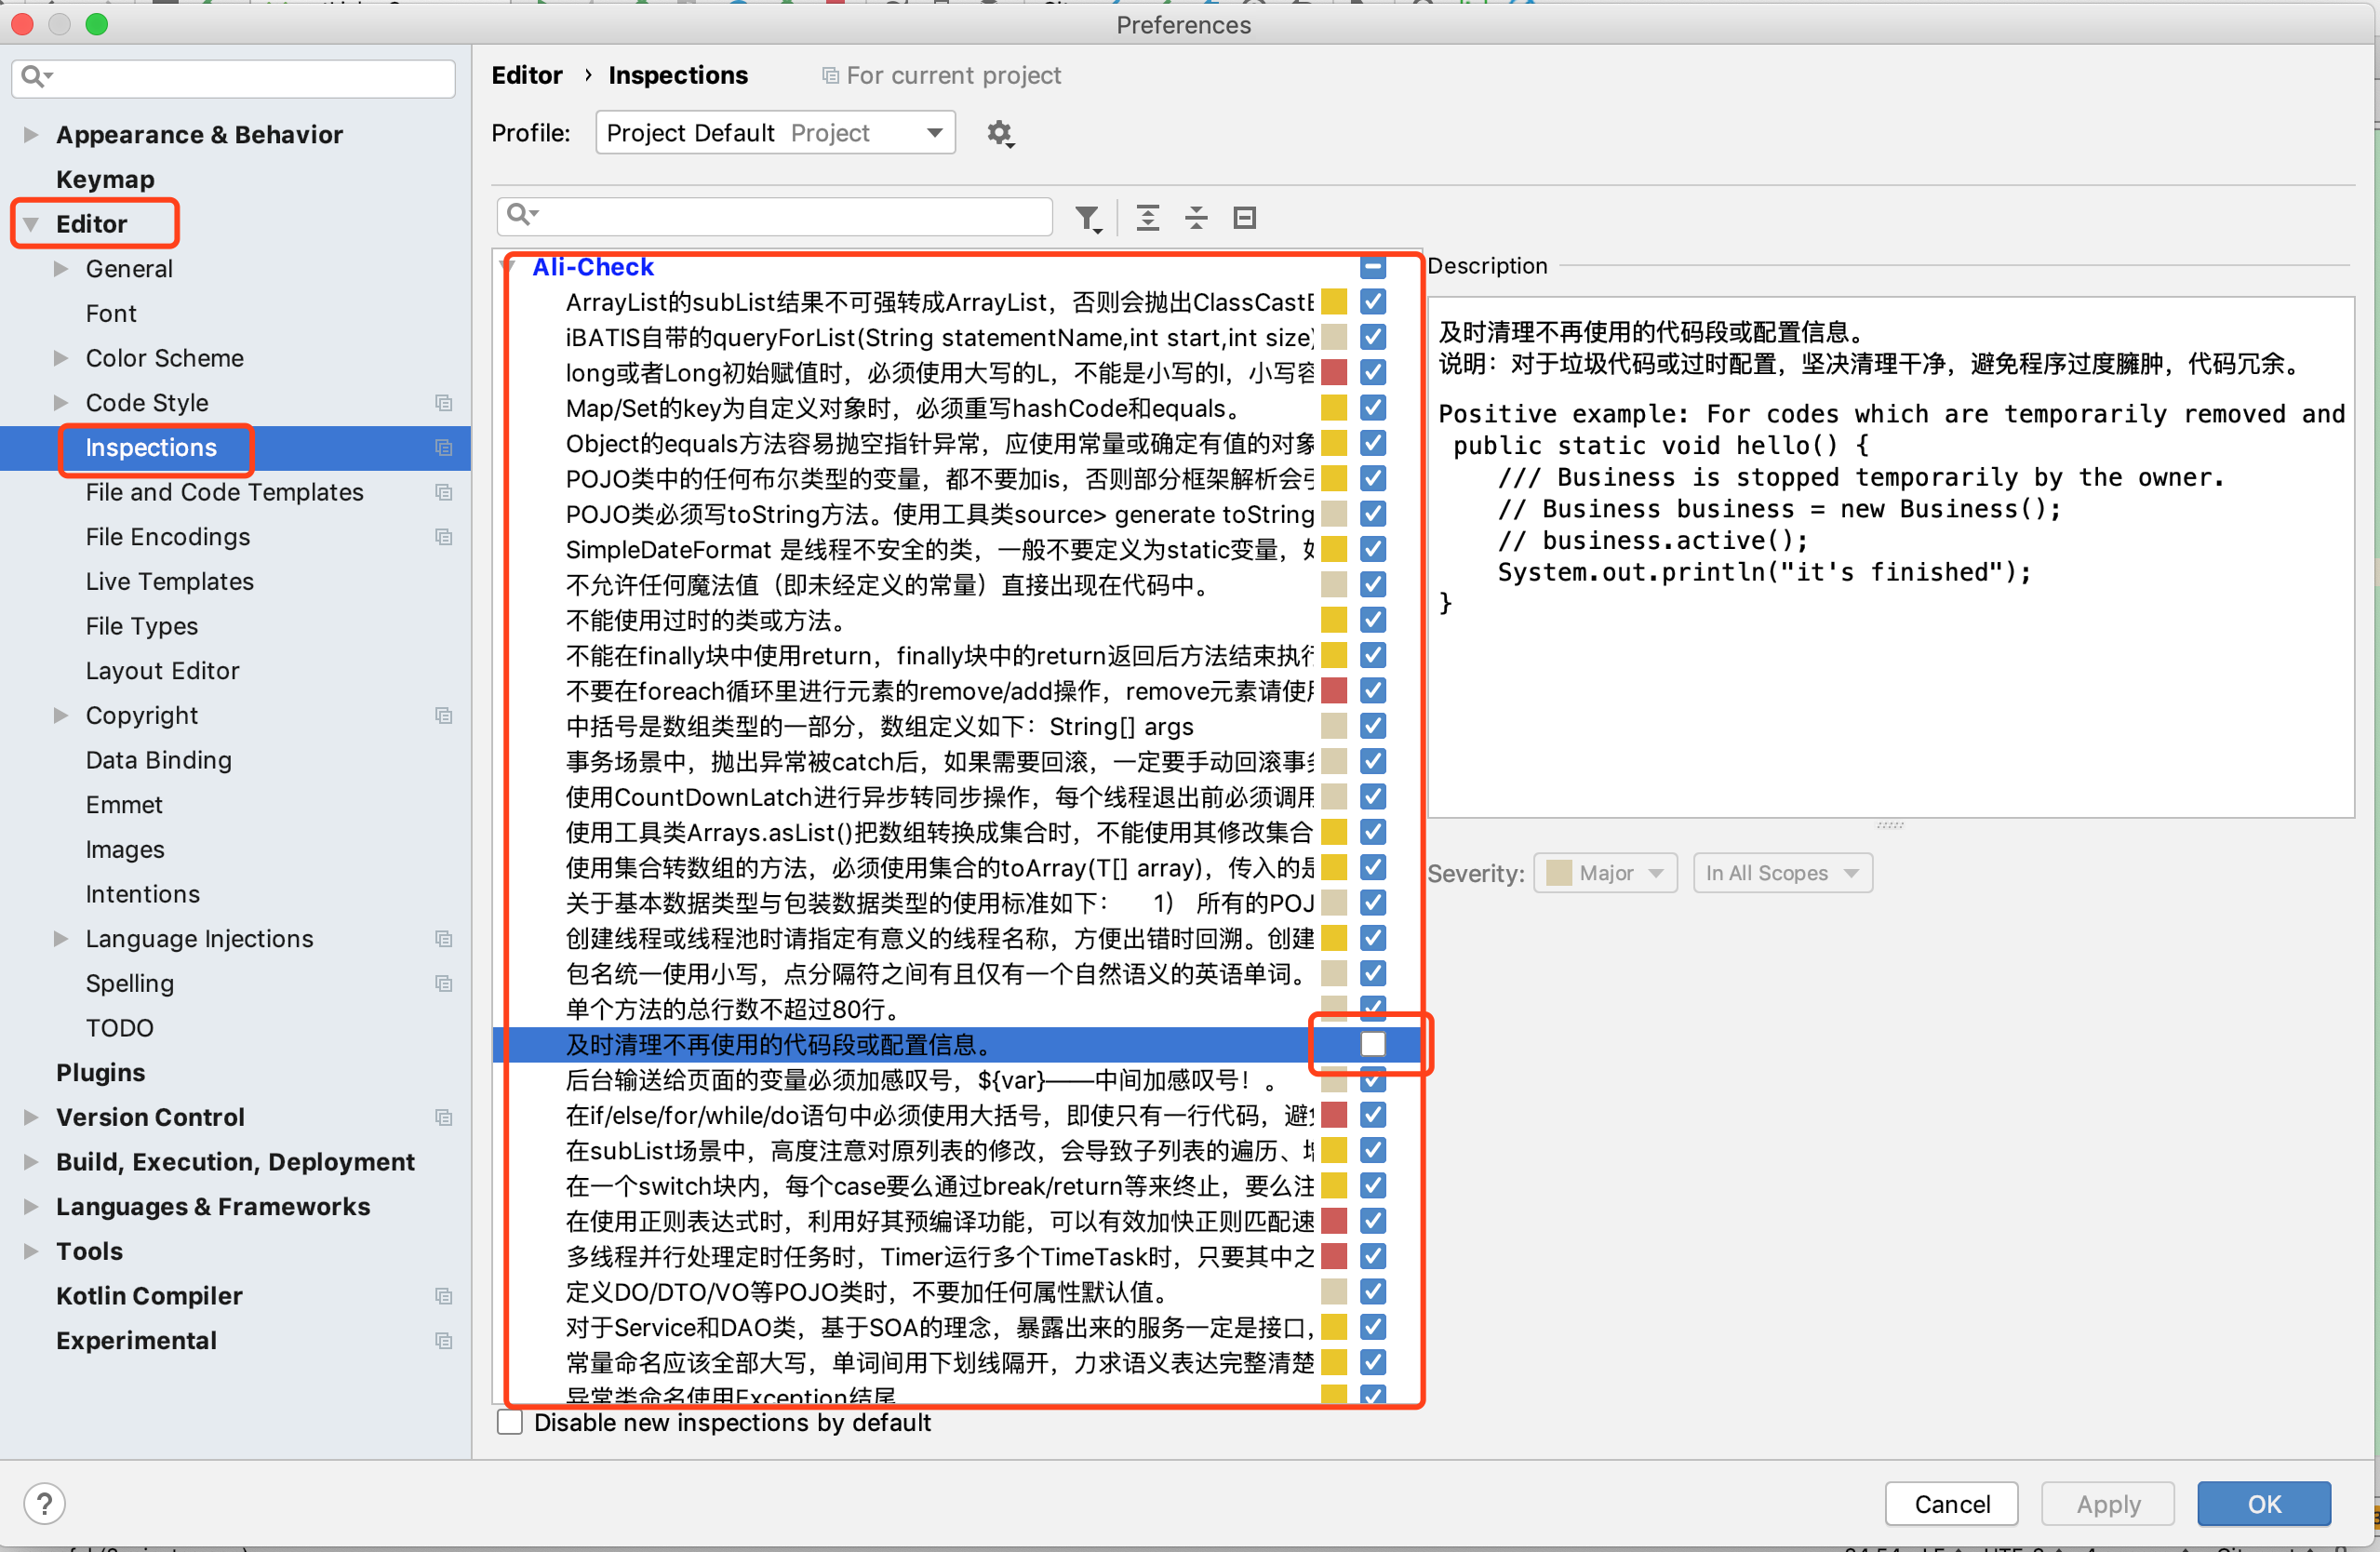 Preferences
Appearance & Behavior
Keymap
Editor
General
Font
Color Scheme
Code Style
Inspections
File and Code Templates
File Encodings
Live Templates
File Types
Layout Editor
Copyright
Data Binding
Emmet
Images
Intentions
Language Injections
Spelling
TODO
Plugins
Version Control
Build, Execution, Deployment
Languages & Frameworks
Tools
Kotlin Compiler
Experimental
Editor › Inspections For current project
Profile: Project Default Project
Ali-Check
ArrayList的subList结果不可强转成ArrayList，否则会抛出ClassCastE
iBATIS自带的queryForList(String statementName,int start,int size)
long或者Long初始赋值时，必须使用大写的L，不能是小写的l，小写容
Map/Set的key为自定义对象时，必须重写hashCode和equals。
Object的equals方法容易抛空指针异常，应使用常量或确定有值的对象
POJO类中的任何布尔类型的变量，都不要加is，否则部分框架解析会引
POJO类必须写toString方法。使用工具类source> generate toString
SimpleDateFormat 是线程不安全的类，一般不要定义为static变量，如
不允许任何魔法值（即未经定义的常量）直接出现在代码中。
不能使用过时的类或方法。
不能在finally块中使用return，finally块中的return返回后方法结束执行
不要在foreach循环里进行元素的remove/add操作，remove元素请使用
中括号是数组类型的一部分，数组定义如下：String[] args
事务场景中，抛出异常被catch后，如果需要回滚，一定要手动回滚事务
使用CountDownLatch进行异步转同步操作，每个线程退出前必须调用
使用工具类Arrays.asList()把数组转换成集合时，不能使用其修改集合
使用集合转数组的方法，必须使用集合的toArray(T[] array)，传入的是
关于基本数据类型与包装数据类型的使用标准如下： 1） 所有的POJ
创建线程或线程池时请指定有意义的线程名称，方便出错时回溯。创建
包名统一使用小写，点分隔符之间有且仅有一个自然语义的英语单词。
单个方法的总行数不超过80行。
及时清理不再使用的代码段或配置信息。
后台输送给页面的变量必须加感叹号，${var}——中间加感叹号！。
在if/else/for/while/do语句中必须使用大括号，即使只有一行代码，避免
在subList场景中，高度注意对原列表的修改，会导致子列表的遍历、增
在一个switch块内，每个case要么通过break/return等来终止，要么注
在使用正则表达式时，利用好其预编译功能，可以有效加快正则匹配速
多线程并行处理定时任务时，Timer运行多个TimeTask时，只要其中之
定义DO/DTO/VO等POJO类时，不要加任何属性默认值。
对于Service和DAO类，基于SOA的理念，暴露出来的服务一定是接口，
常量命名应该全部大写，单词间用下划线隔开，力求语义表达完整清楚
异常类命名使用Exception结尾
Disable new inspections by default
Description
及时清理不再使用的代码段或配置信息。
说明：对于垃圾代码或过时配置，坚决清理干净，避免程序过度臃肿，代码冗余。
Positive example: For codes which are temporarily removed and
public static void hello() {
/// Business is stopped temporarily by the owner.
// Business business = new Business();
// business.active();
System.out.println("it's finished");
}
Severity: Major In All Scopes
?
Cancel
Apply
OK